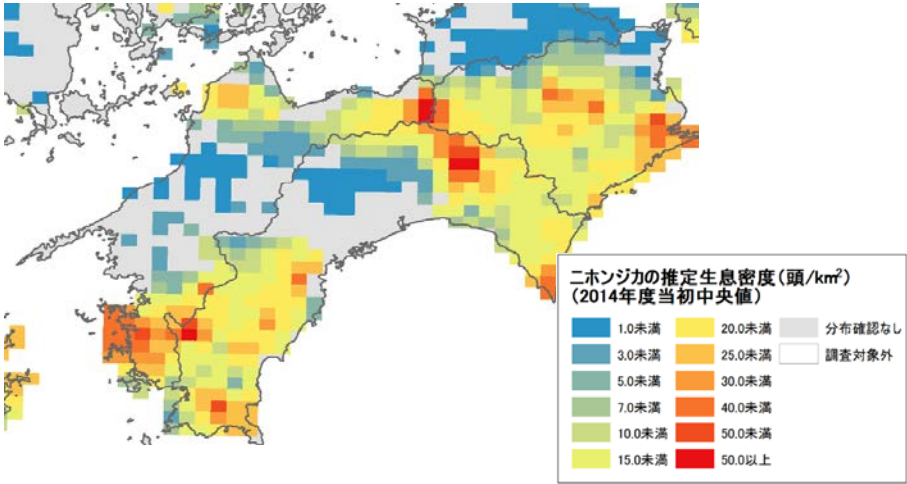 ニホンジカの推定生息密度(頭/km²)
(2014年度当初中央値)
1.0未満
20.0未満
分布確認なし
3.0未満
25.0未満
調査対象外
5.0未満
30.0未満
7.0未満
40.0未満
10.0未満
50.0未満
15.0未満
50.0以上